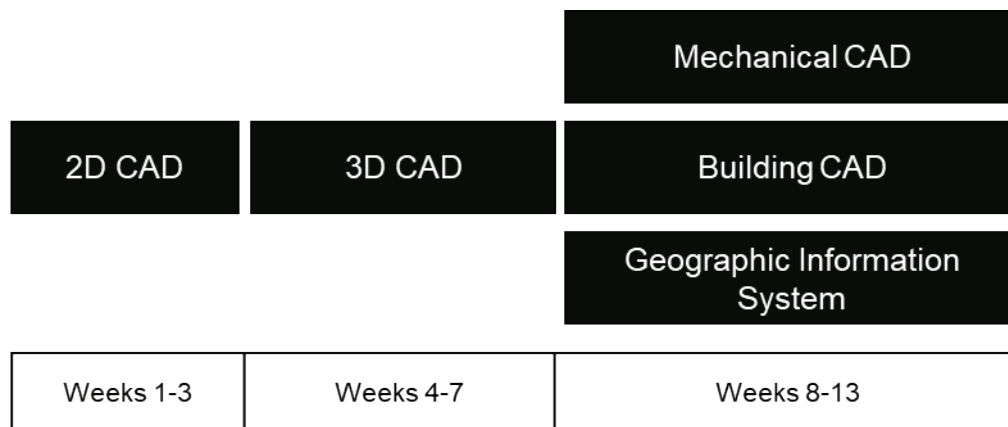 Mechanical CAD
2D CAD
3D CAD
Building CAD
Geographic Information
System
Weeks 1-3
Weeks 4-7
Weeks 8-13